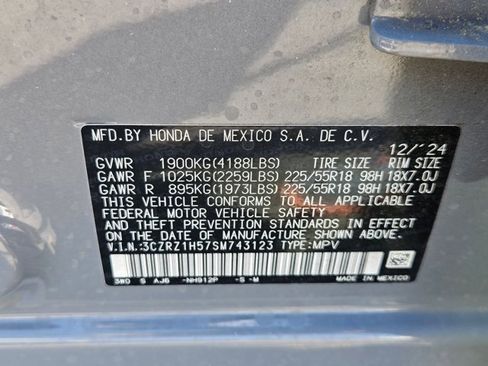 MFD.BY HONDA DE MEXICO S.A. DE C.V. 12/'24
GVWR 1900KG(4188LBS) TIRE SIZE RIM SIZE
GAWR F 1025KG(2259LBS) 225/55R18 98H 18X7.0J
GAWR R 895KG(1973LBS) 225/55R18 98H 18X7.0J
THIS VEHICLE CONFORMS TO ALL APPLICABLE
FEDERAL MOTOR VEHICLE SAFETY STANDARDS IN
EFFECT ON THE DATE OF MANUFACTURE SHOWN ABOVE.
V.I.N.:3CZRZ1H57SM743123 TYPE:MPV
3W0 S AJ6 -NH912P -S -M MADE IN MEXICO